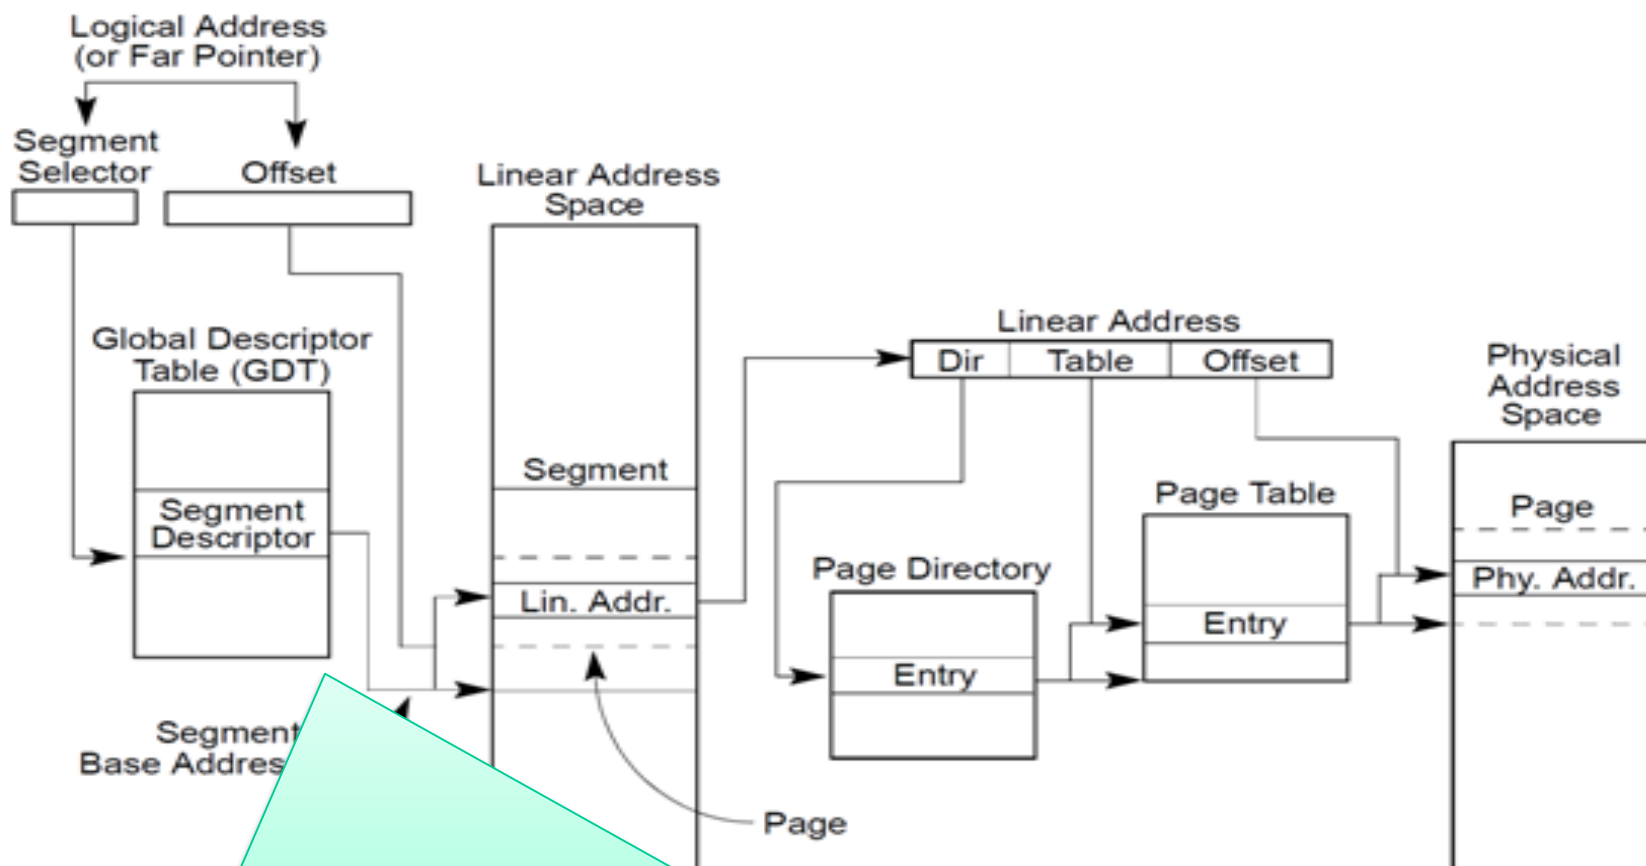 Logical Address
(or Far Pointer)
Segment
Selector
Offset
Linear Address
Space
Global Descriptor
Table (GDT)
Segment
Descriptor
Segment
Lin. Addr.
Segment
Base
Page
Linear Address
Dir
Table
Offset
Page Directory
Entry
Page Table
Entry
Physical
Address
Space
Page
Phy. Addr.